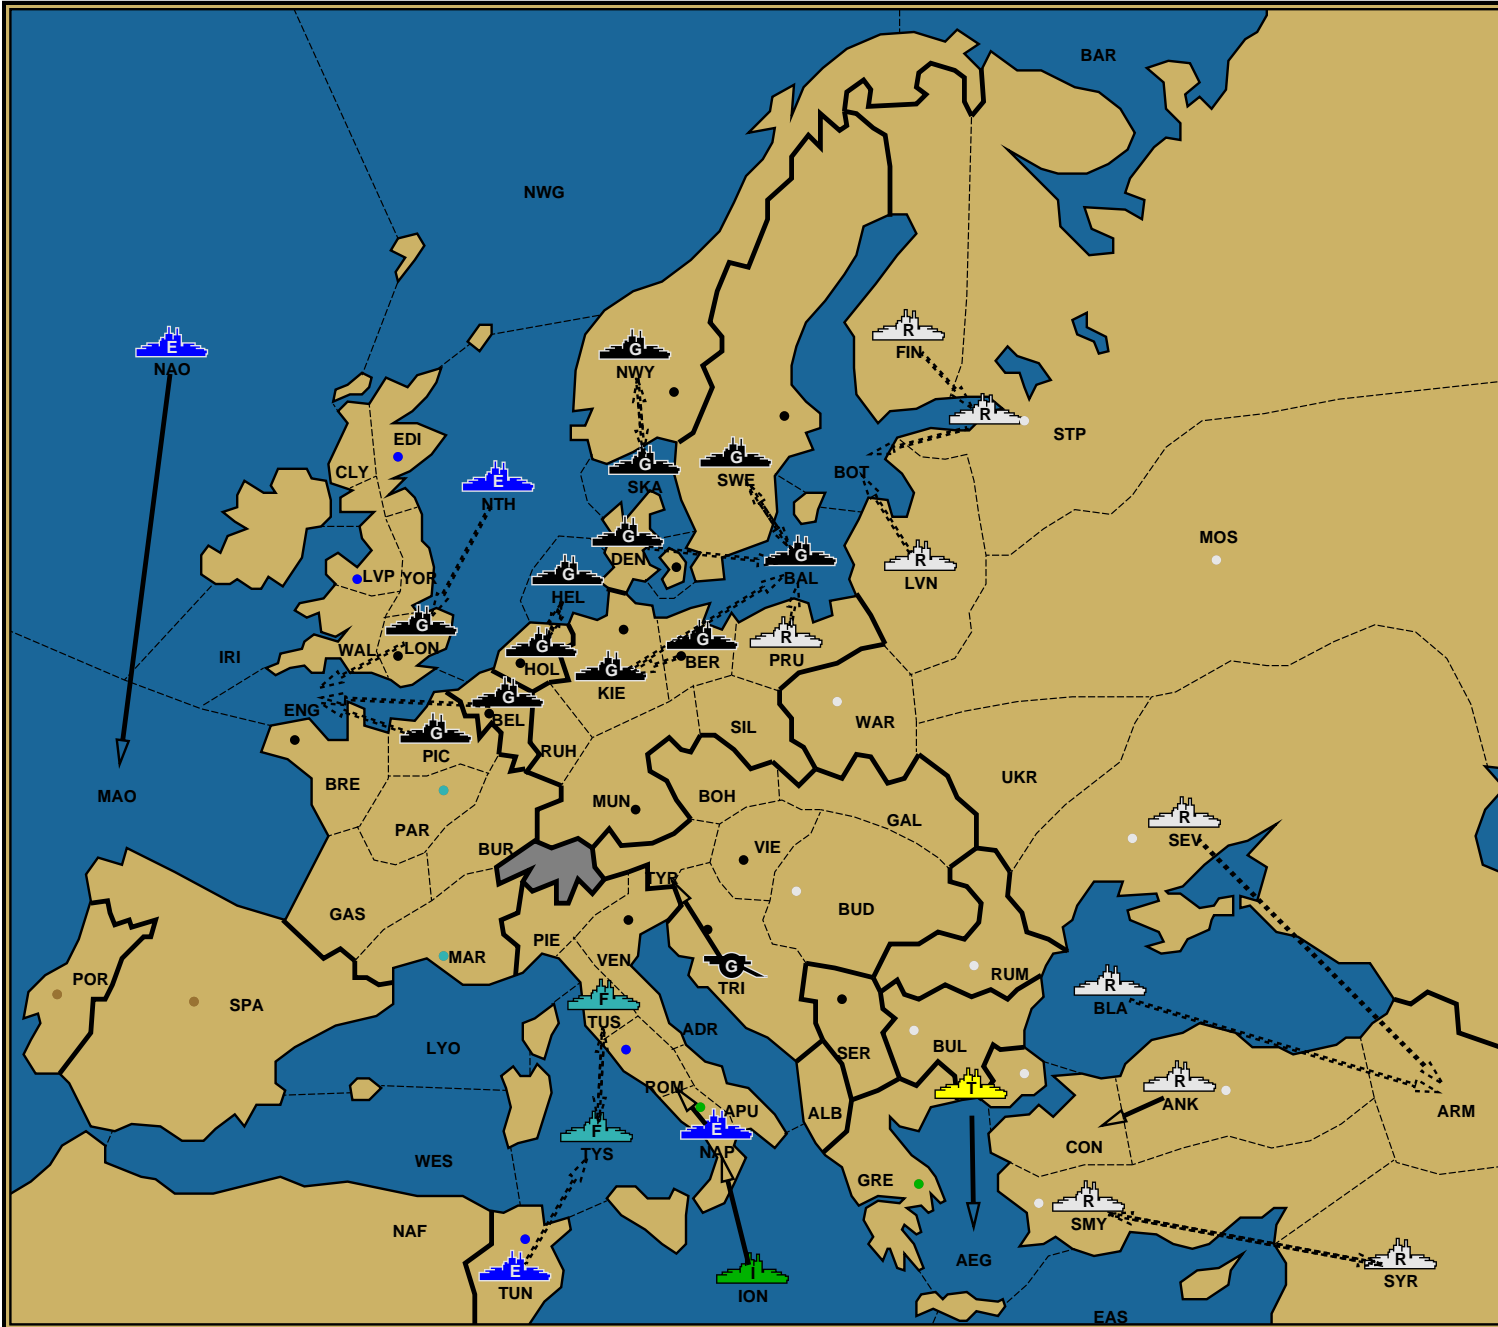 BAR
NWG
R
FIN
E
NAO
G
NWY
R
STP
EDI
CLY
E
NTH
G
SKA
G
SWE
BOT
MOS
G
DEN
G
HEL
G
BAL
R
LVN
LVP
YOR
G
LON
WAL
IRI
G
HOL
G
KIE
G
BER
R
PRU
ENG
G
BEL
G
PIC
RUH
SIL
WAR
BRE
PAR
MUN
BOH
GAL
UKR
R
SEV
BUR
VIE
TYR
GAS
BUD
PIE
VEN
MAR
G
TRI
RUM
POR
SPA
F
TUS
ADR
R
BLA
LYO
SER
BUL
T
ROM
APU
ALB
R
ANK
ARM
WES
F
TYS
E
NAP
CON
GRE
R
SMY
NAF
E
TUN
I
ION
AEG
R
SYR
EAS
MAO